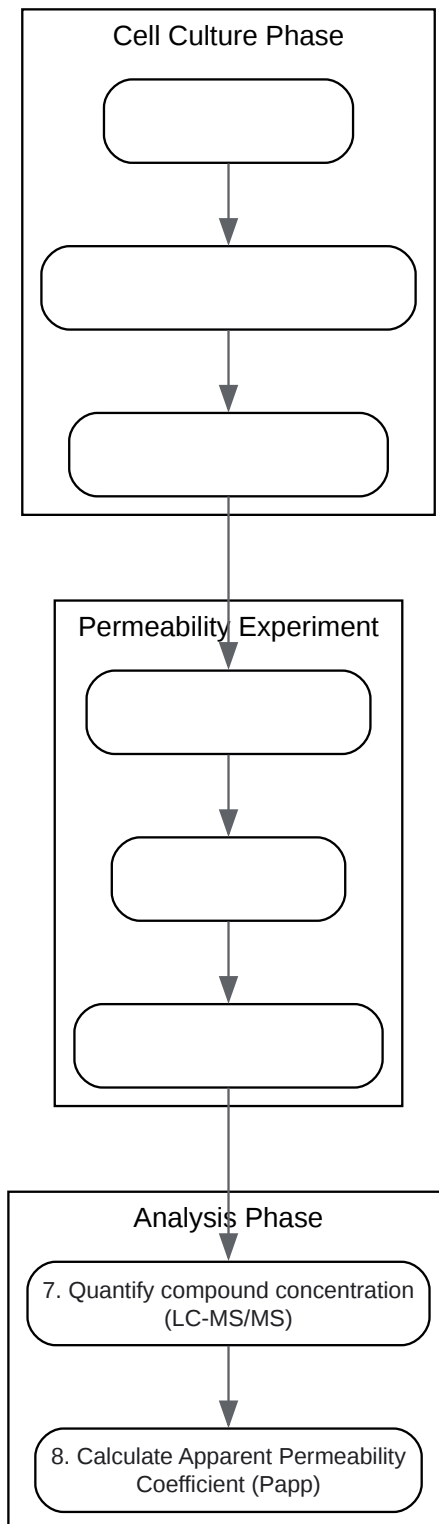 Cell Culture Phase
Permeability Experiment
Analysis Phase
7. Quantify compound concentration
(LC-MS/MS)
8. Calculate Apparent Permeability
Coefficient (Papp)